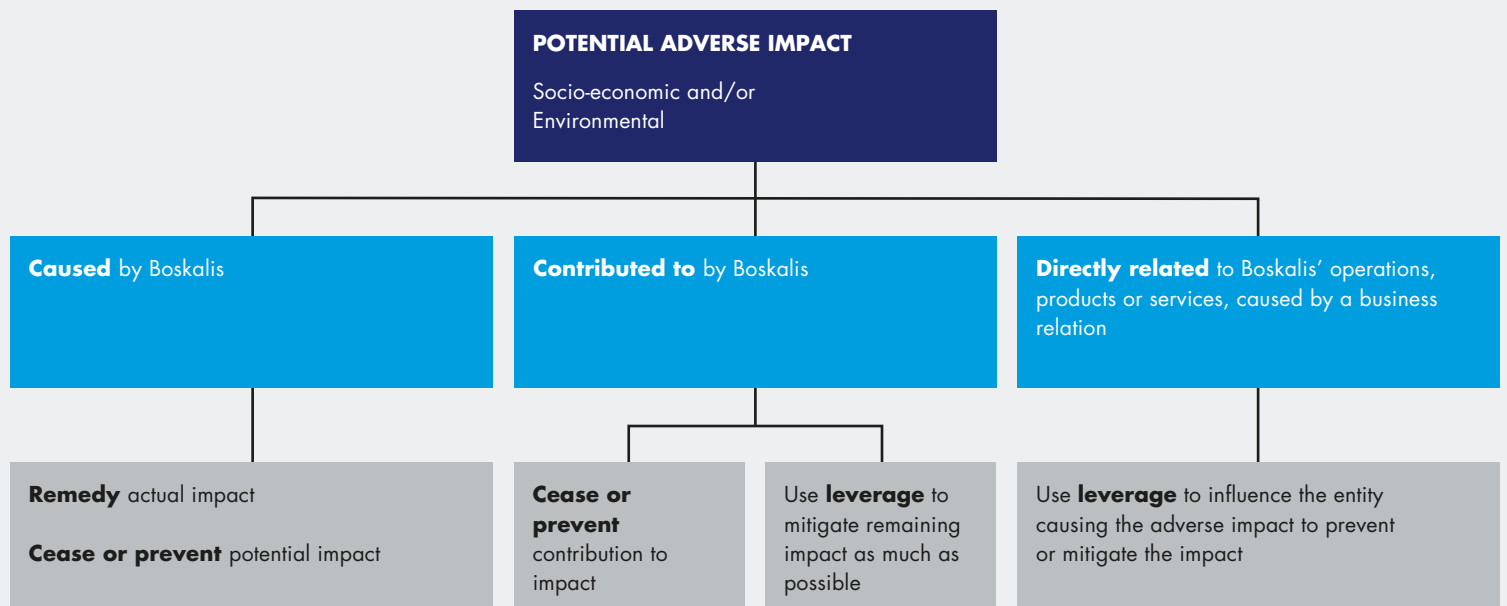 POTENTIAL ADVERSE IMPACT
Socio-economic and/or
Environmental
Caused by Boskalis
Contributed to by Boskalis
Directly related to Boskalis’ operations,
products or services, caused by a business
relation
Remedy actual impact
Cease or prevent potential impact
Cease or
prevent
contribution to
impact
Use leverage to
mitigate remaining
impact as much as
possible
Use leverage to influence the entity
causing the adverse impact to prevent
or mitigate the impact